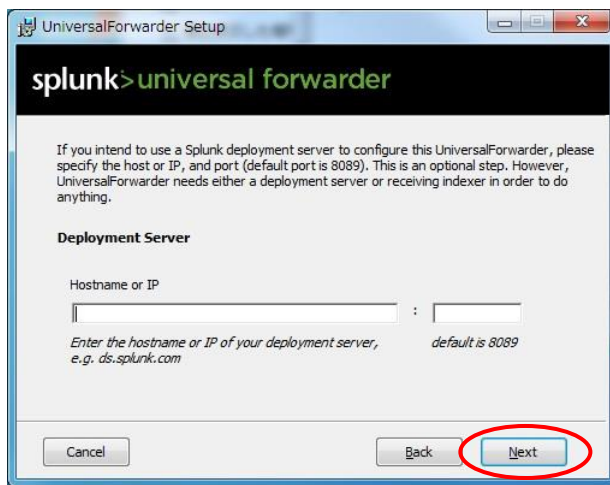 UniversalForwarder Setup
splunk>universal forwarder
If you intend to use a Splunk deployment server to configure this UniversalForwarder, please
specify the host or IP, and port (default port is 8089). This is an optional step. However,
UniversalForwarder needs either a deployment server or receiving indexer in order to do
anything.
Deployment Server
Hostname or IP
:
Enter the hostname or IP of your deployment server, default is 8089
e.g. ds.splunk.com
Cancel Back Next